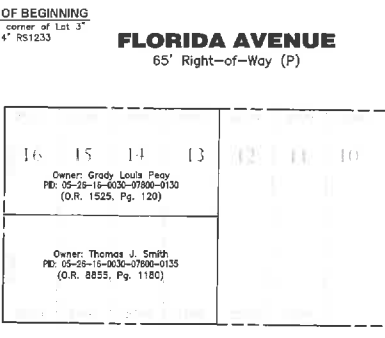 OF BEGINNING
corner of Lot 3"
4" RS1233
FLORIDA AVENUE
65' Right-of-Way (P)
16 15 14 13 12 11 10
Owner: Grady Louis Peay
PID: 05-26-16-0030-07800-0130
(O.R. 1525, Pg. 120)
Owner: Thomas J. Smith
PID: 05-26-16-0030-07800-0135
(O.R. 8855, Pg. 1180)